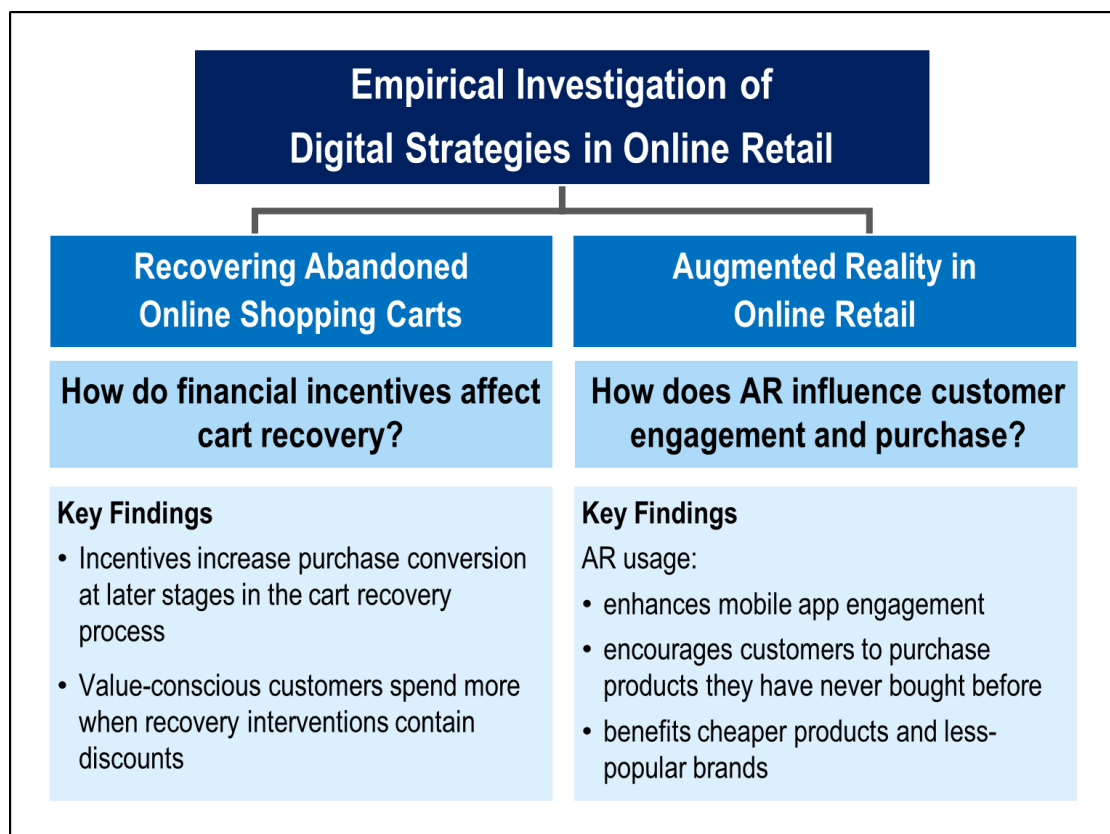 Empirical Investigation of
Digital Strategies in Online Retail
Recovering Abandoned
Online Shopping Carts
How do financial incentives affect
cart recovery?
Key Findings
• Incentives increase purchase conversion
at later stages in the cart recovery
process
• Value-conscious customers spend more
when recovery interventions contain
discounts
Augmented Reality in
Online Retail
How does AR influence customer
engagement and purchase?
Key Findings
AR usage:
• enhances mobile app engagement
• encourages customers to purchase
products they have never bought before
• benefits cheaper products and less-
popular brands